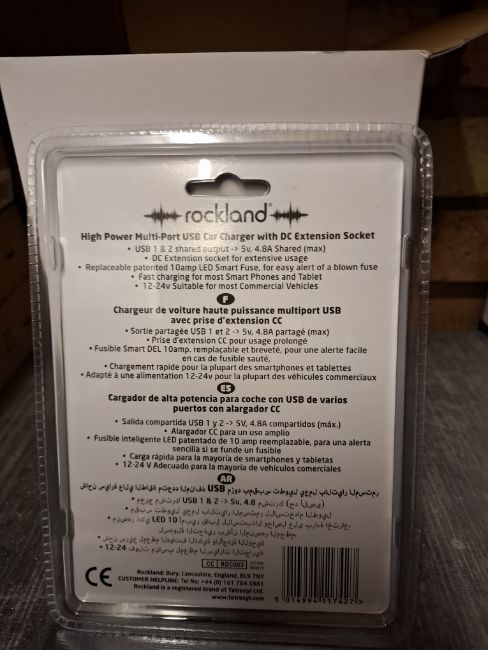 rockland®
High Power Multi-Port USB Car Charger with DC Extension Socket
• USB 1 & 2 shared output -> 5v, 4.8A Shared (max)
• DC Extension socket for extensive usage
• Replaceable patented 10amp LED Smart Fuse, for easy alert of a blown fuse
• Fast charging for most Smart Phones and Tablet
• 12-24v Suitable for most Commercial Vehicles
F
Chargeur de voiture haute puissance multiport USB
avec prise d'extension CC
• Sortie partagée USB 1 et 2 -> 5v, 4.8A partagé (max)
• Prise d'extension CC pour usage prolongé
• Fusible Smart DEL 10amp. remplaçable et breveté, pour une alerte facile
en cas de fusible sauté,
• Chargement rapide pour la plupart des smartphones et tablettes
• Adapté à une alimentation 12-24v pour la plupart des véhicules commerciaux
ES
Cargador de alta potencia para coche con USB de varios
puertos con alargador CC
• Salida compartida USB 1 y 2 -> 5V, 4.8A compartidos (máx.)
• Alargador CC para un uso amplio
• Fusible inteligente LED patentado de 10 amp reemplazable, para una alerta
sencilla si se funde un fusible
• Carga rápida para la mayoría de smartphones y tabletas
• 12-24 V Adecuado para la mayoría de vehículos comerciales
AR
USB
USB 1 & 2 -> 5v, 4.8
LED 10
12-24
CC RDC003
CE
Rockland: Bury, Lancashire, England, BL9 7NY
CUSTOMER HELPLINE: Tel No: +44 (0) 161 764 5981
Rockland is a registered brand of Tetrosyl Ltd.
www.tetrosyl.com
5 014994 117427 >